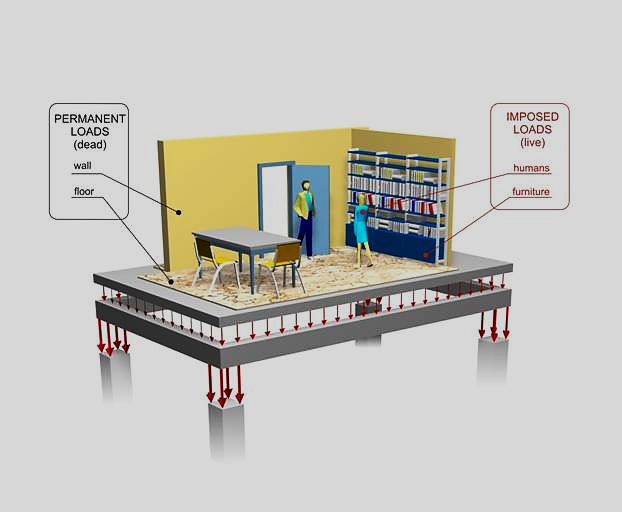 PERMANENT
LOADS
(dead)
wall
floor
IMPOSED
LOADS
(live)
humans
furniture